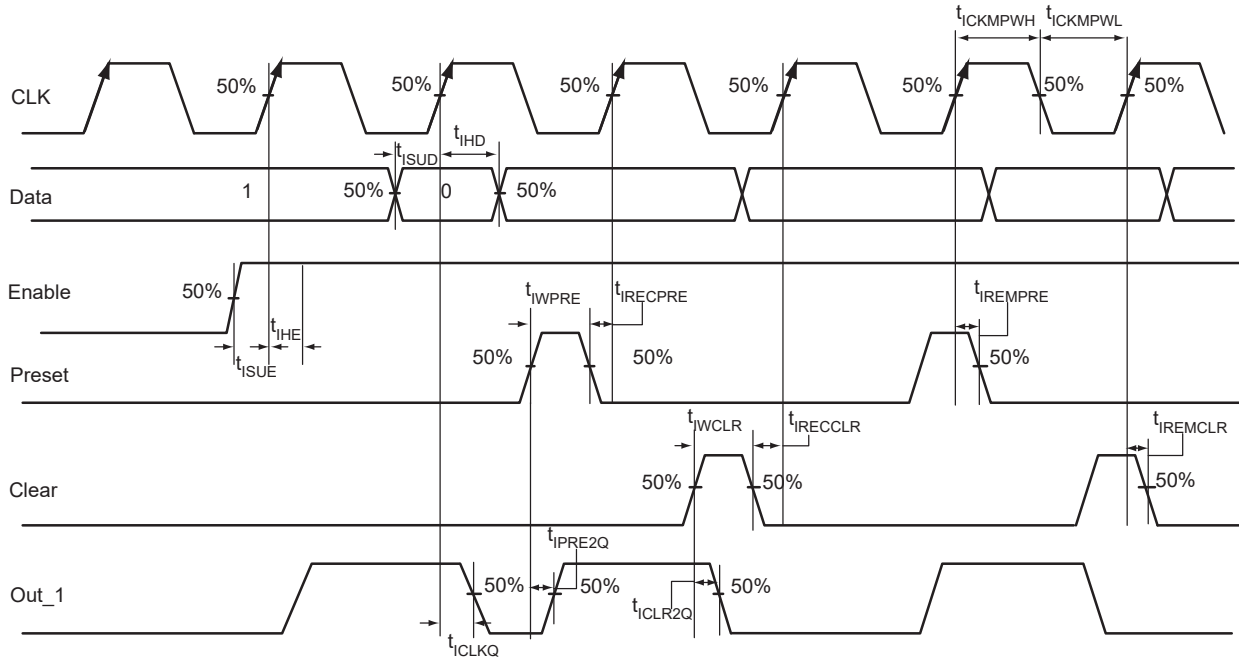 tICKMPWH tICKMPWL
CLK 50% 50% 50% 50% 50% 50% 50%
tISUD tIHD
Data 1 50% 0 50%
Enable 50% tIHE tISUE
tIWPRE tIRECPRE tIREMPRE
Preset 50% 50% 50%
tIWCLR tIRECCLR tIREMCLR
Clear 50% 50% 50%
tIPRE2Q
Out_1 50% 50% 50%
tICLKQ tICLR2Q